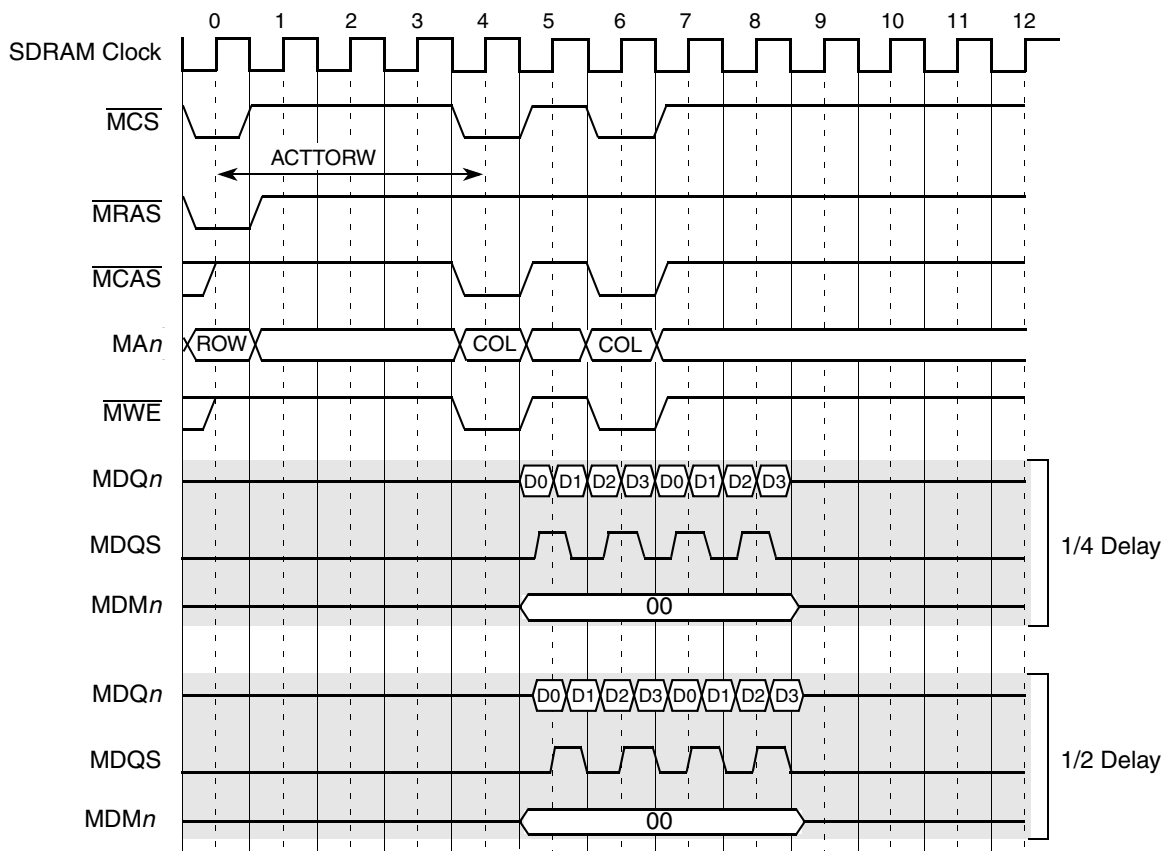 0 1 2 3 4 5 6 7 8 9 10 11 12
SDRAM Clock
MCS
ACTTORW
MRAS
MCAS
MAn ROW COL COL
MWE
MDQn D0 D1 D2 D3 D0 D1 D2 D3
MDQS
1/4 Delay
MDMn 00
MDQn D0 D1 D2 D3 D0 D1 D2 D3
MDQS
1/2 Delay
MDMn 00